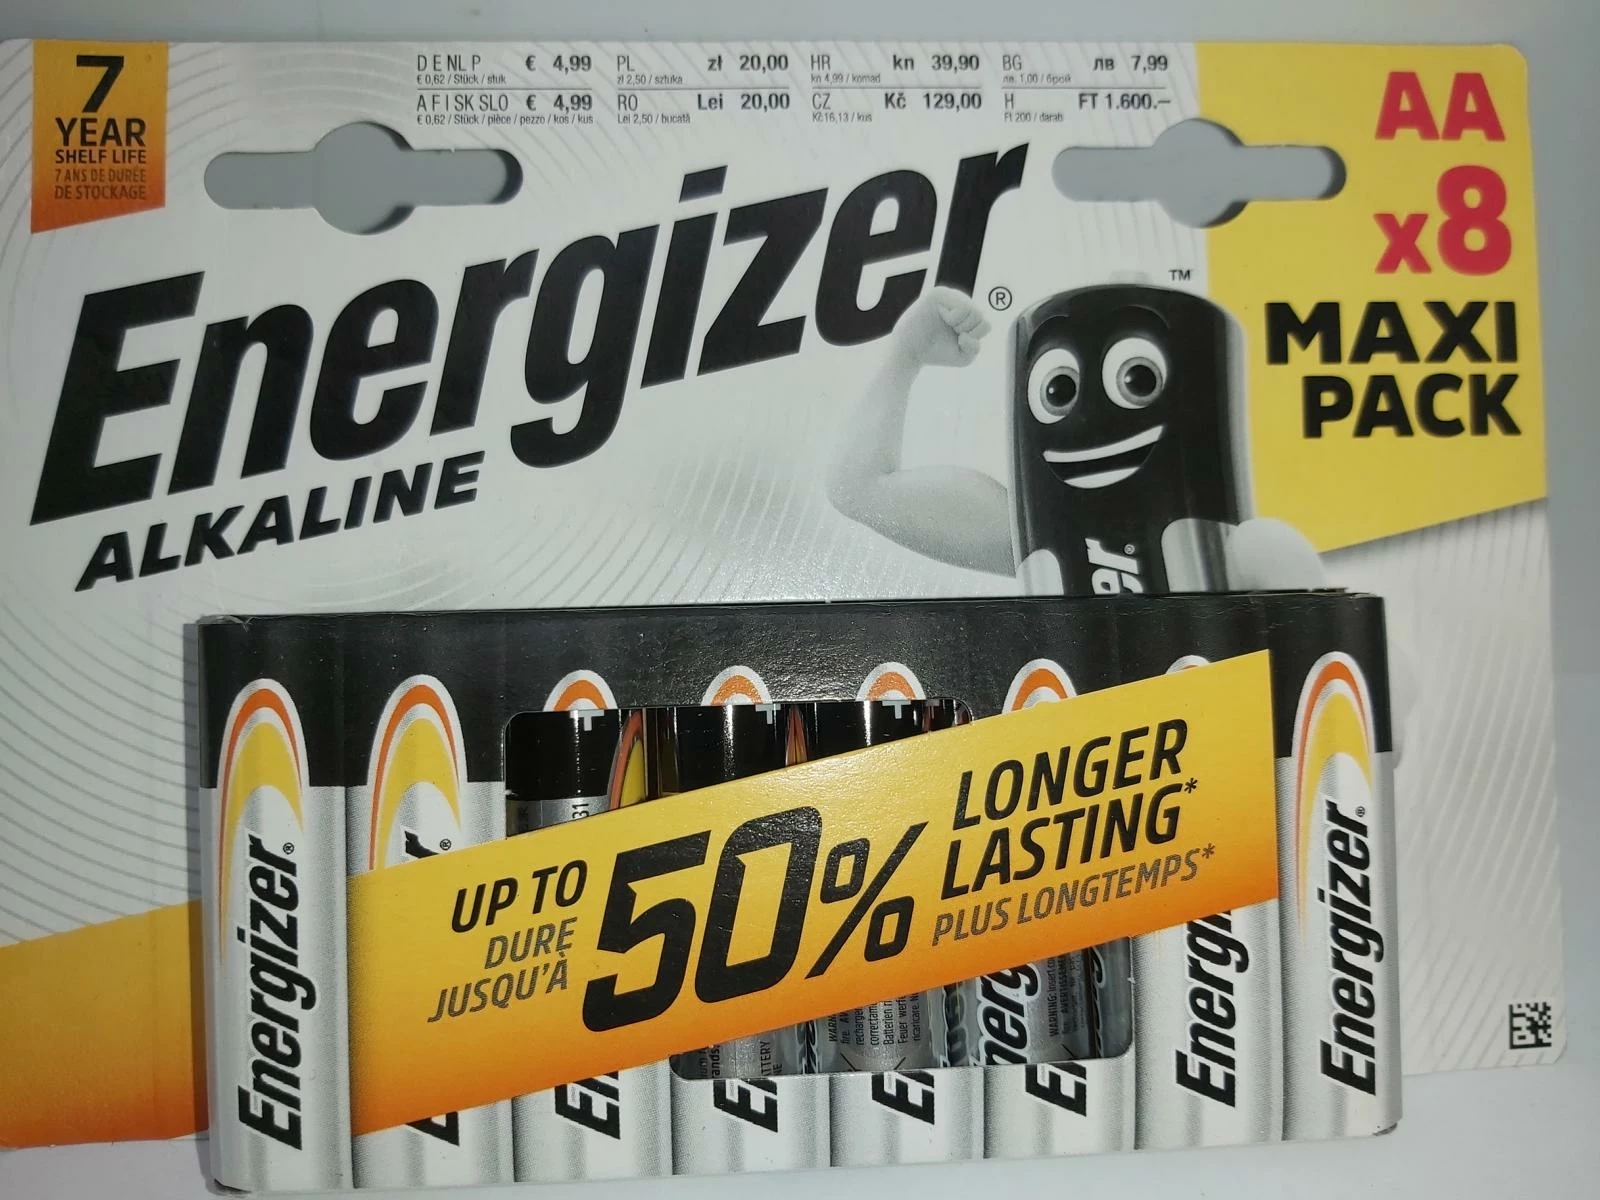 7
YEAR
SHELF LIFE
7 ANS DE DURÉE
DE STOCKAGE
D E NL P € 4,99
€ 0,62 / Stück / stuk
A F I SK SLO € 4,99
€ 0,62 / Stück / pièce / pezzo / kos / kus
PL zł 20,00
zł 2,50 / sztuka
RO Lei 20,00
Lei 2,50 / bucată
HR kn 39,90
kn 4,99 / komad
CZ Kč 129,00
Kč 16,13 / kus
BG лв 7,99
лв. 1,00 / брой
H FT 1.600.–
Ft 200 / darab
AA
x8
MAXI
PACK
Energizer®
ALKALINE
TM
er®
UP TO
DURE
JUSQU'À
50%
LONGER
LASTING*
PLUS LONGTEMPS*
Energizer®
Energizer
Energizer®